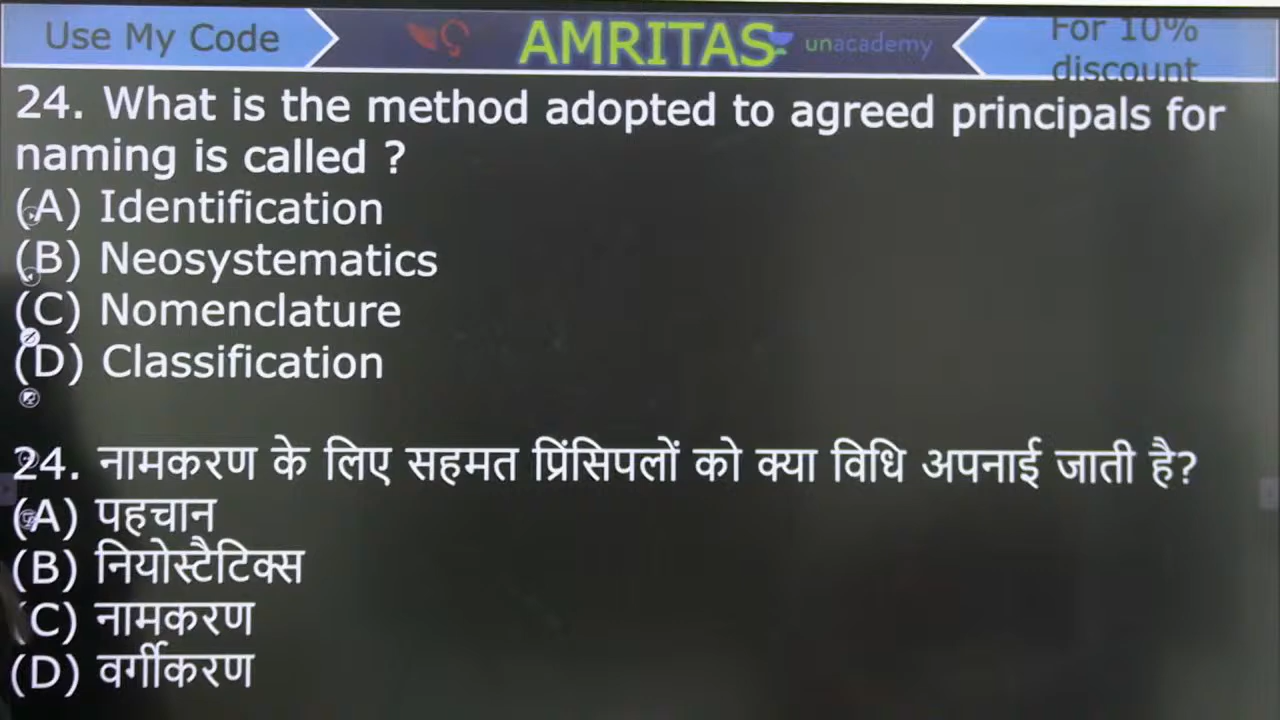 Use My Code
AMRITAS
unacademy
For 10%
discount
24. What is the method adopted to agreed principals for
naming is called ?
(A) Identification
(B) Neosystematics
(C) Nomenclature
(D) Classification
24. नामकरण के लिए सहमत प्रिंसिपलों को क्या विधि अपनाई जाती है?
(A) पहचान
(B) नियोस्टैटिक्स
(C) नामकरण
(D) वर्गीकरण